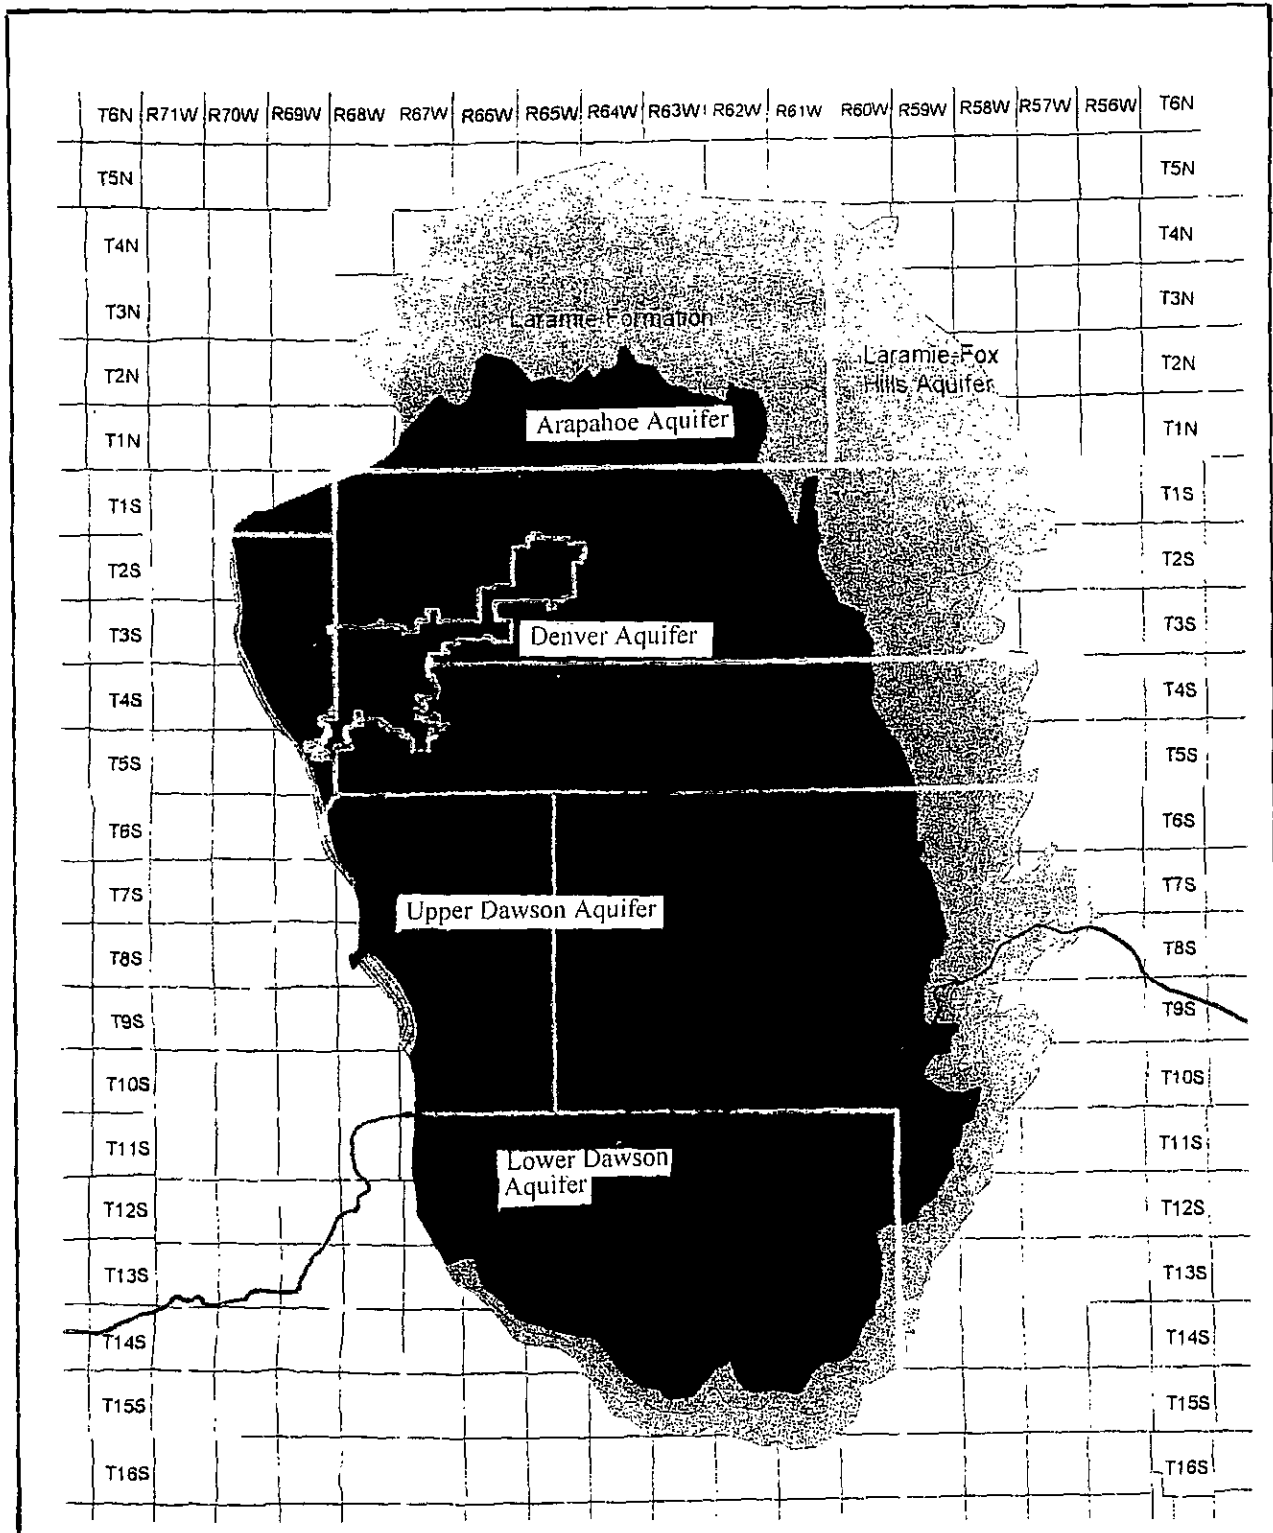 T6N R71W R70W R69W R68W R67W R66W R65W R64W R63W R62W R61W R60W R59W R58W R57W R56W T6N
T5N T5N
T4N T4N
T3N T3N
Laramie Formation
Laramie-Fox
T2N T2N
Hills Aquifer
Arapahoe Aquifer
T1N T1N
T1S T1S
T2S T2S
T3S Denver Aquifer T3S
T4S T4S
T5S T5S
T6S T6S
T7S T7S
Upper Dawson Aquifer
T8S T8S
T9S T9S
T10S T10S
T11S T11S
Lower Dawson
Aquifer
T12S T12S
T13S T13S
T14S T14S
T15S T15S
T16S T16S